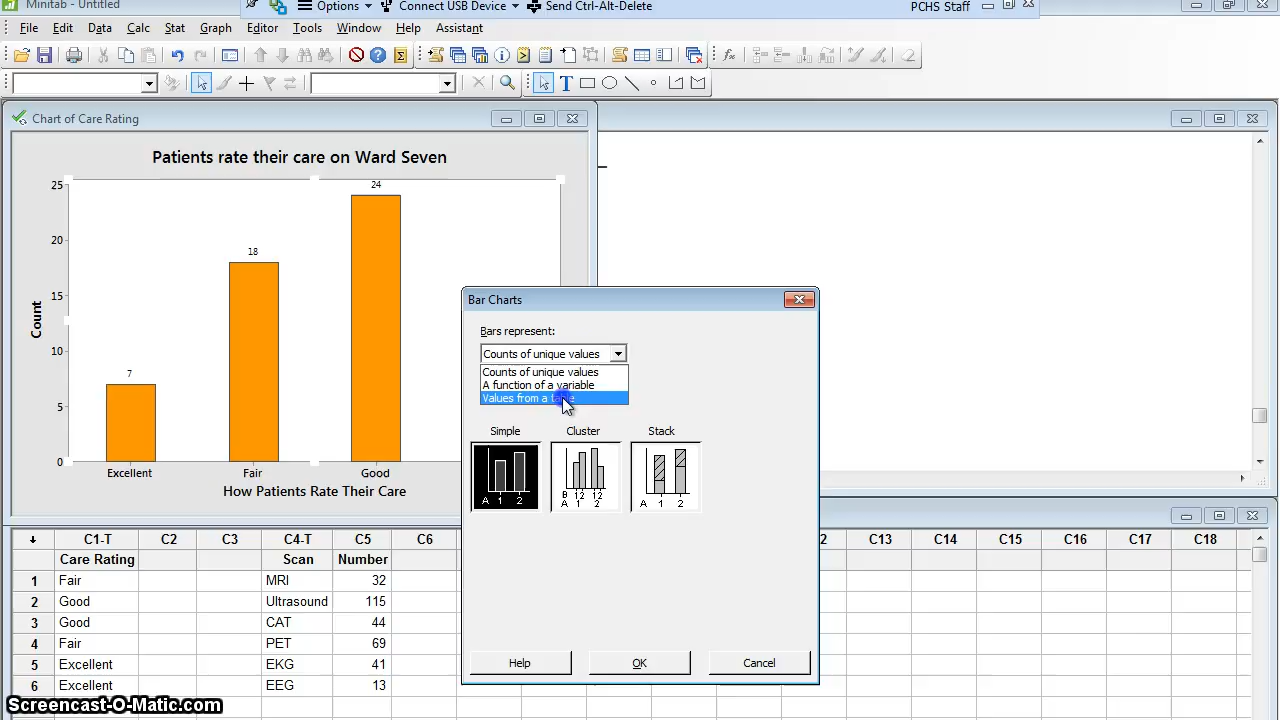 Minitab - Untitled
Options
Connect USB Device
Send Ctrl-Alt-Delete
PCHS Staff
File Edit Data Calc Stat Graph Editor Tools Window Help Assistant
Chart of Care Rating
Patients rate their care on Ward Seven
25
20
15
10
5
0
Count
7
18
24
Excellent Fair Good
How Patients Rate Their Care
Bar Charts
Bars represent:
Counts of unique values
Counts of unique values
A function of a variable
Values from a
Simple Cluster Stack
A 1 2
B 1 2 1 2
A 1 2
A 1 2
Help OK Cancel
C1-T C2 C3 C4-T C5 C6 2 C13 C14 C15 C16 C17 C18
Care Rating Scan Number
1 Fair MRI 32
2 Good Ultrasound 115
3 Good CAT 44
4 Fair PET 69
5 Excellent EKG 41
6 Excellent EEG 13
Screencast-O-Matic.com